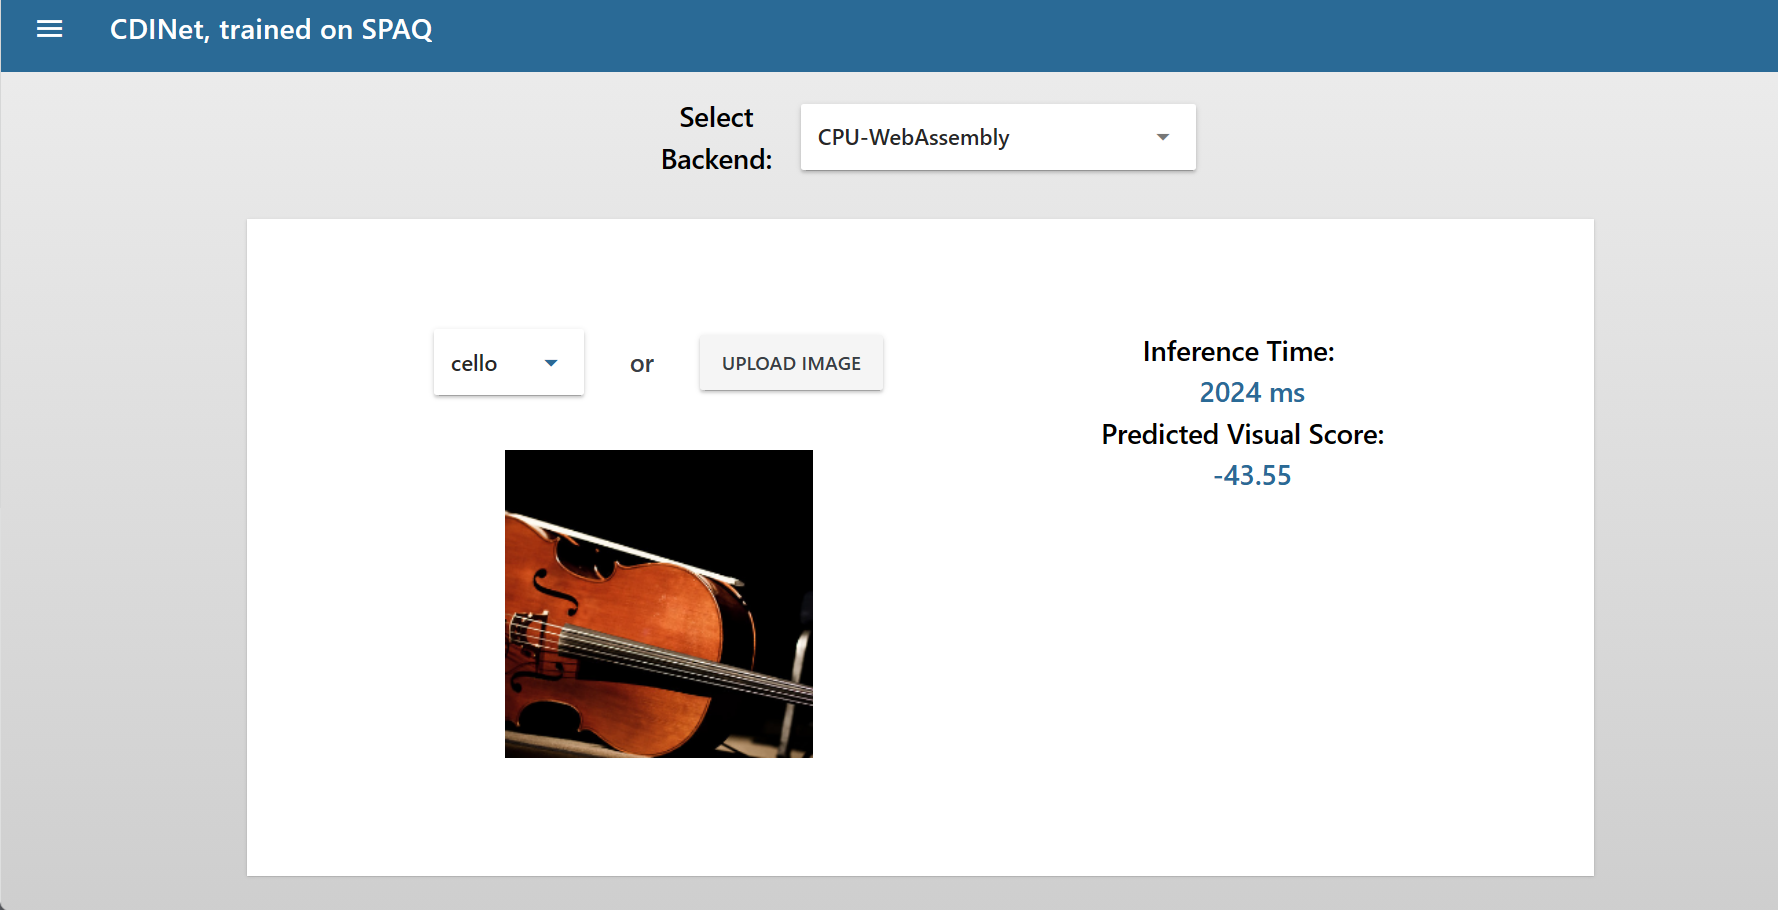 CDINet, trained on SPAQ
Select
Backend:
CPU-WebAssembly
cello
or
UPLOAD IMAGE
Inference Time:
2024 ms
Predicted Visual Score:
-43.55